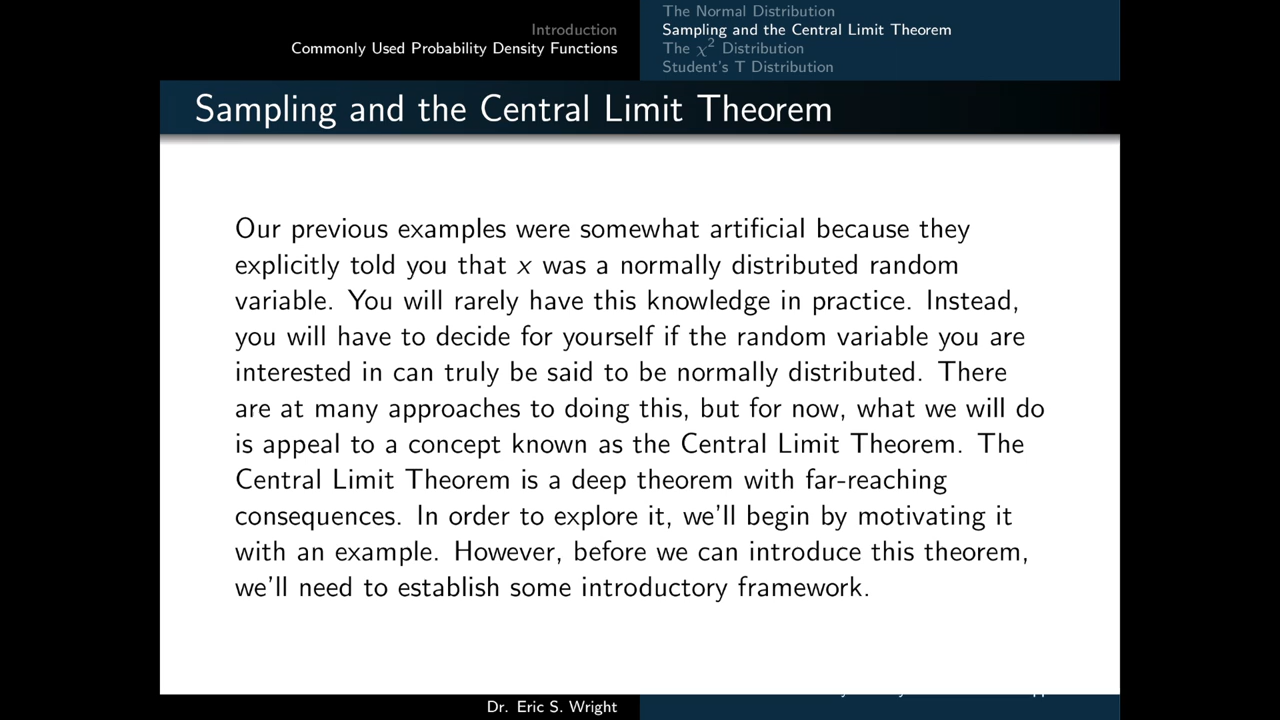 Introduction
Commonly Used Probability Density Functions
The Normal Distribution
Sampling and the Central Limit Theorem
The χ² Distribution
Student's T Distribution
Sampling and the Central Limit Theorem
Our previous examples were somewhat artificial because they
explicitly told you that x was a normally distributed random
variable. You will rarely have this knowledge in practice. Instead,
you will have to decide for yourself if the random variable you are
interested in can truly be said to be normally distributed. There
are at many approaches to doing this, but for now, what we will do
is appeal to a concept known as the Central Limit Theorem. The
Central Limit Theorem is a deep theorem with far-reaching
consequences. In order to explore it, we'll begin by motivating it
with an example. However, before we can introduce this theorem,
we'll need to establish some introductory framework.
Dr. Eric S. Wright